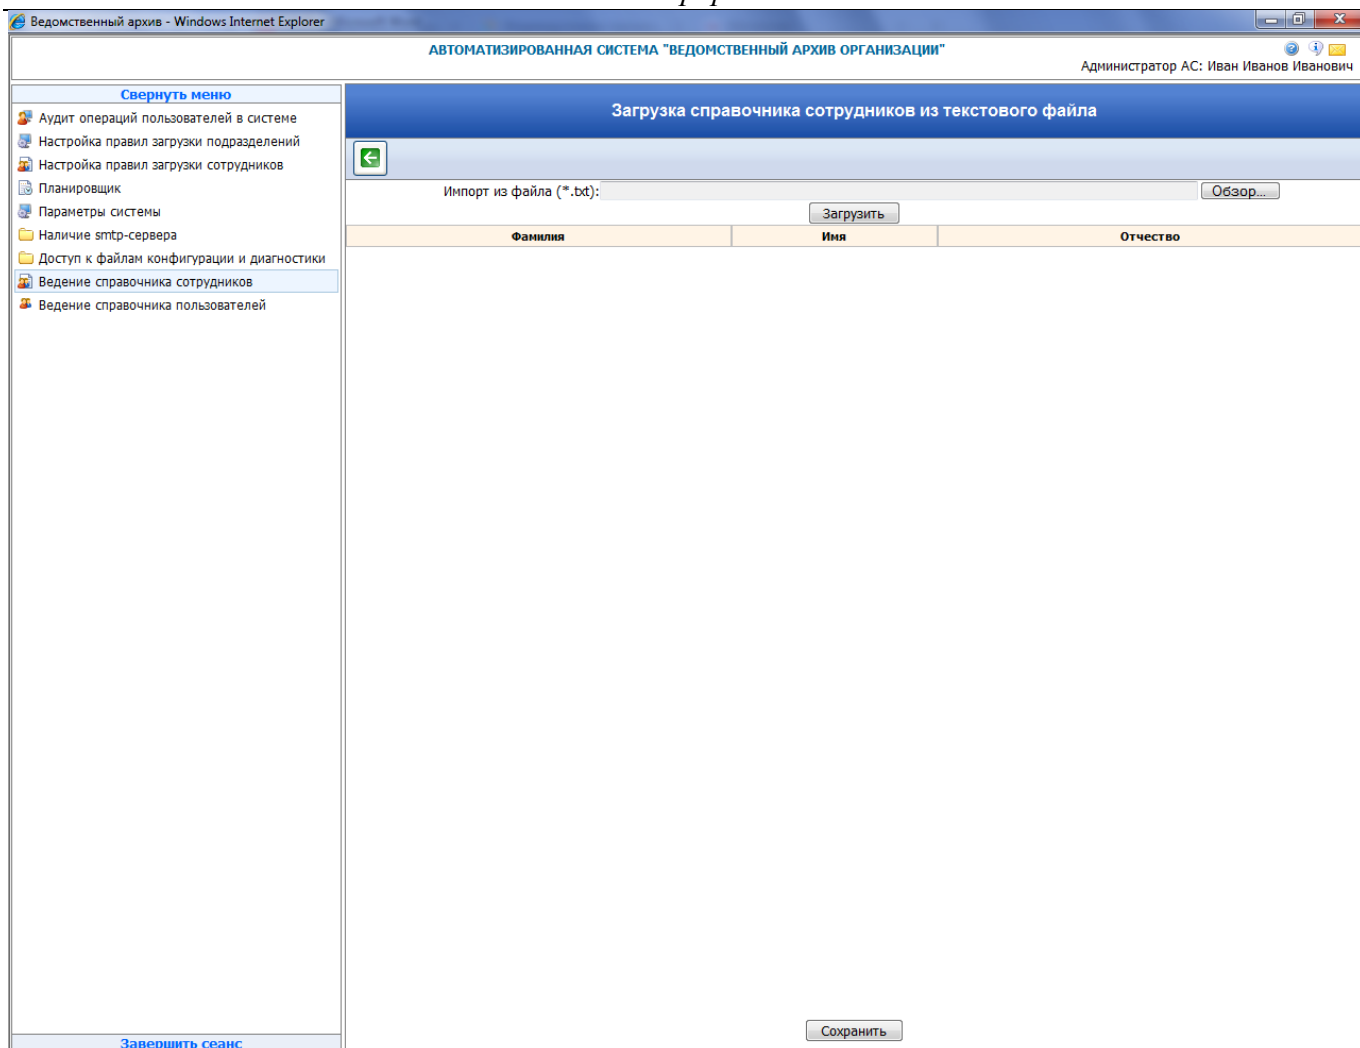 Ведомственный архив - Windows Internet Explorer
АВТОМАТИЗИРОВАННАЯ СИСТЕМА "ВЕДОМСТВЕННЫЙ АРХИВ ОРГАНИЗАЦИИ"
Администратор АС: Иван Иванов Иванович
Свернуть меню
Аудит операций пользователей в системе
Настройка правил загрузки подразделений
Настройка правил загрузки сотрудников
Планировщик
Параметры системы
Наличие smtp-сервера
Доступ к файлам конфигурации и диагностики
Ведение справочника сотрудников
Ведение справочника пользователей
Завершить сеанс
Загрузка справочника сотрудников из текстового файла
Импорт из файла (*.txt): Обзор...
Загрузить
Фамилия Имя Отчество
Сохранить